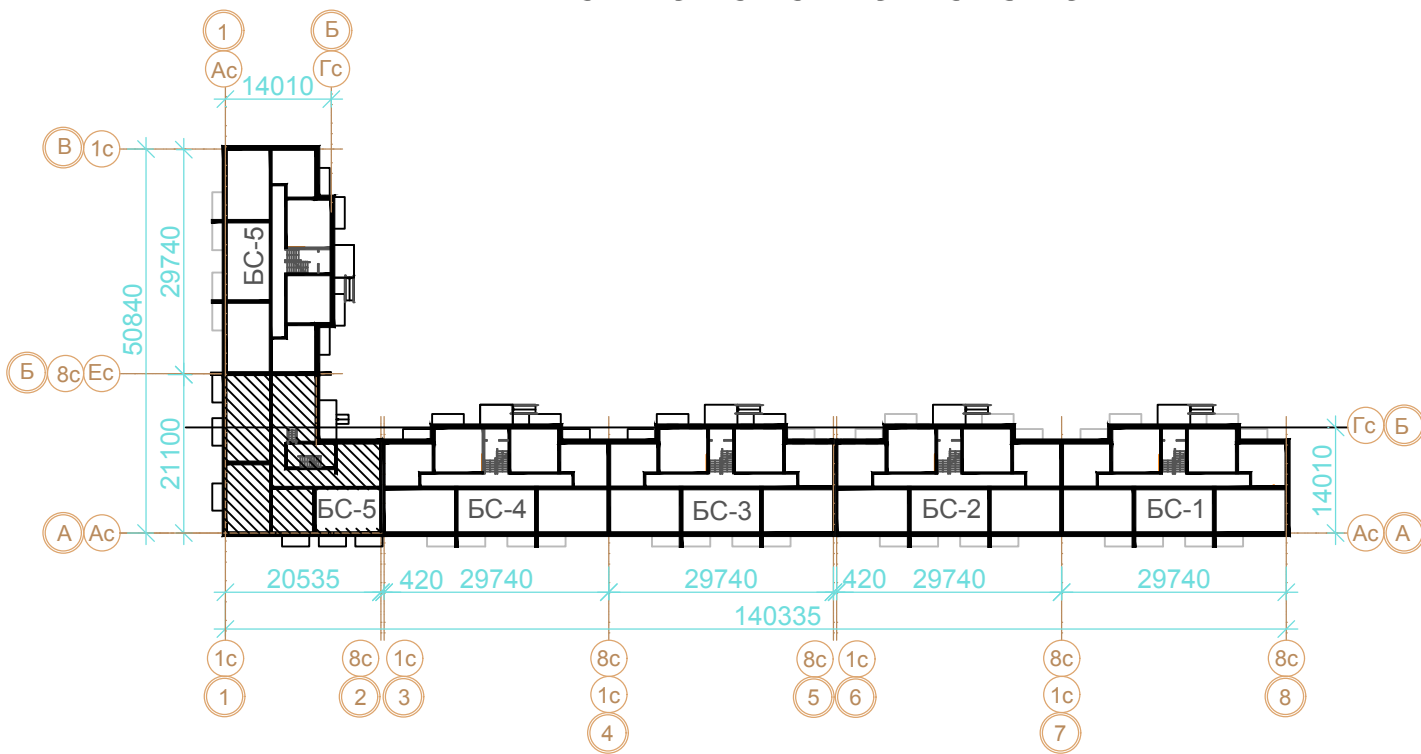 1 Б
Ас Гс
14010
В 1с
БС-5
29740
50840
Б 8с Ес
21100
Гс Б
14010
БС-5 БС-4 БС-3 БС-2 БС-1
А Ас
Ас А
20535 420 29740 29740 420 29740 29740
140335
1с 8с 1с 8с 8с 1с 8с 8с
1 2 3 1с 5 6 1с 8
4 7